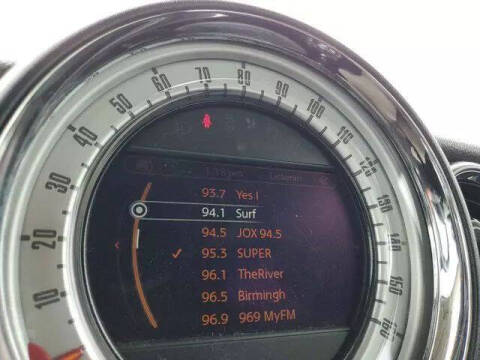 10 20 30 40 50 60 70 80 90 100 110 120 130 140 150 160
93.7 Yes !
94.1 Surf
94.5 JOX 94.5
95.3 SUPER
96.1 TheRiver
96.5 Birmingh
96.9 969 MyFM